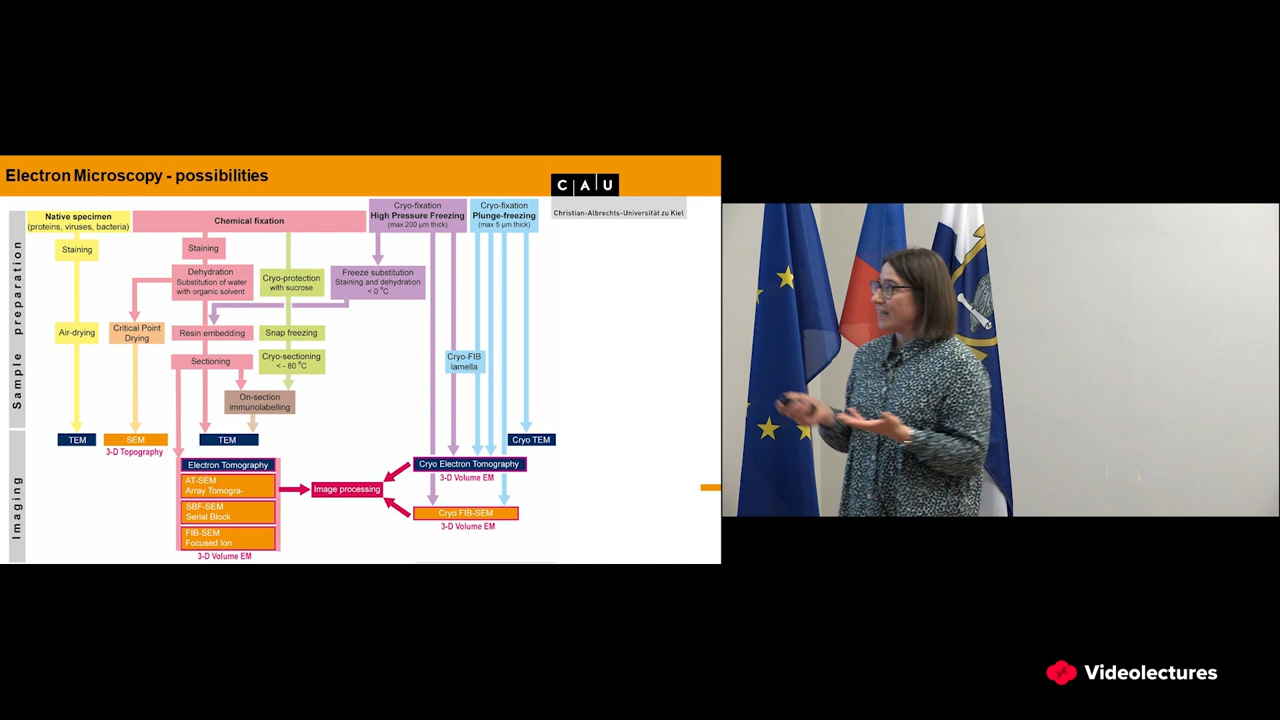 Electron Microscopy - possibilities
C A U
Christian-Albrechts-Universität zu Kiel
Sample preparation
Imaging
Native specimen
(proteins, viruses, bacteria)
Chemical fixation
Cryo-fixation
High Pressure Freezing
(max 200 µm thick)
Cryo-fixation
Plunge-freezing
(max 5 µm thick)
Staining
Staining
Dehydration
Substitution of water
with organic solvent
Cryo-protection
with sucrose
Freeze substitution
Staining and dehydration
< 0 °C
Air-drying
Critical Point
Drying
Resin embedding
Snap freezing
Sectioning
Cryo-sectioning
< - 80 °C
Cryo-FIB
lamella
On-section
immunolabelling
TEM
SEM
3-D Topography
TEM
Cryo TEM
Electron Tomography
AT-SEM
Array Tomogra-
SBF-SEM
Serial Block
FIB-SEM
Focused Ion
3-D Volume EM
Image processing
Cryo Electron Tomography
3-D Volume EM
Cryo FIB-SEM
3-D Volume EM
Videolectures